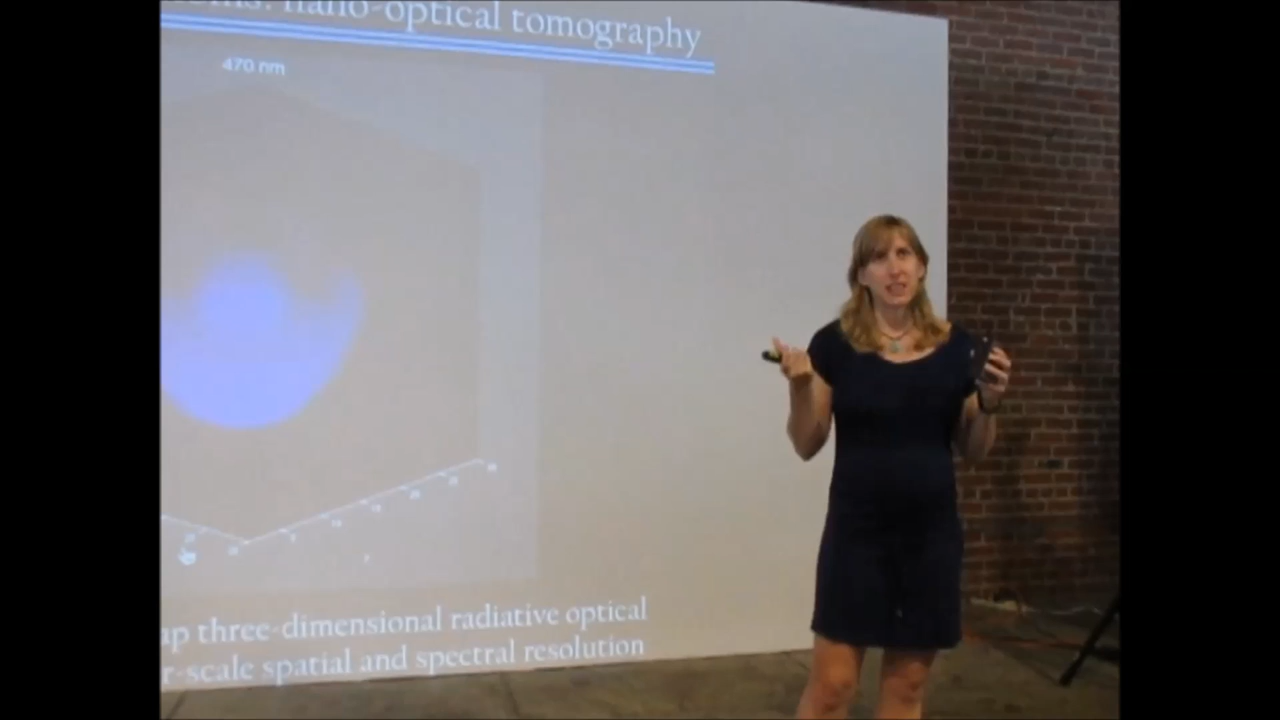 nano-optical tomography
470 nm
three-dimensional radiative optical
-scale spatial and spectral resolution